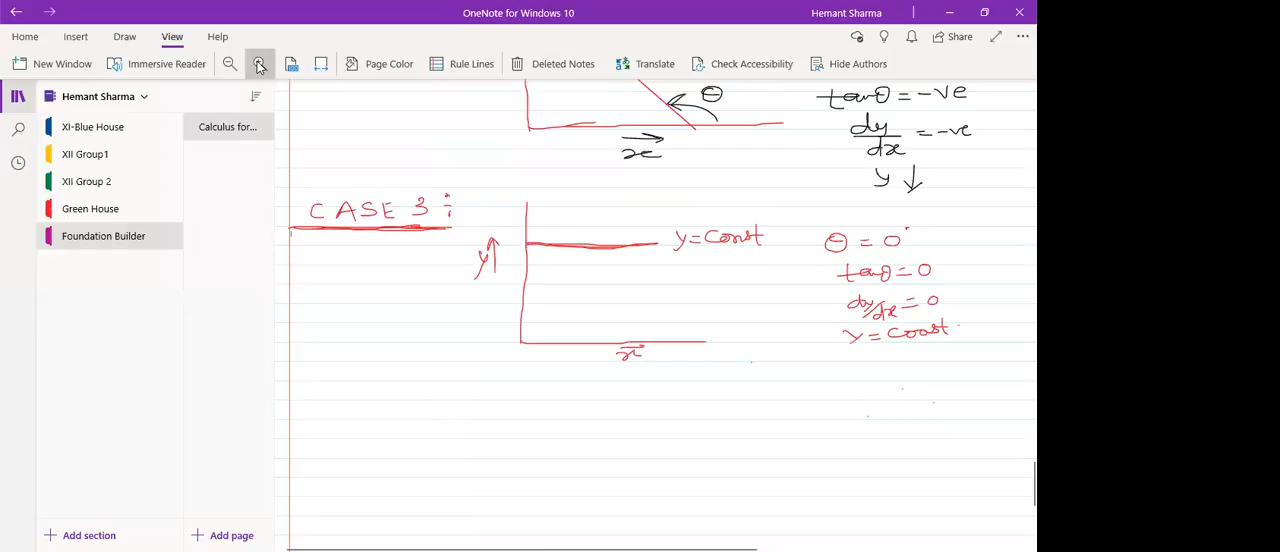 OneNote for Windows 10
Hemant Sharma
Home Insert Draw View Help
Share
New Window Immersive Reader Page Color Rule Lines Deleted Notes Translate Check Accessibility Hide Authors
Hemant Sharma
XI-Blue House
Calculus for...
XII Group1
XII Group 2
Green House
Foundation Builder
Add section
Add page
θ
x
tanθ = -ve
dy/dx = -ve
y ↓
CASE 3 :
y ↑
y = Const
x
θ = 0°
tanθ = 0
dy/dx = 0
y = const